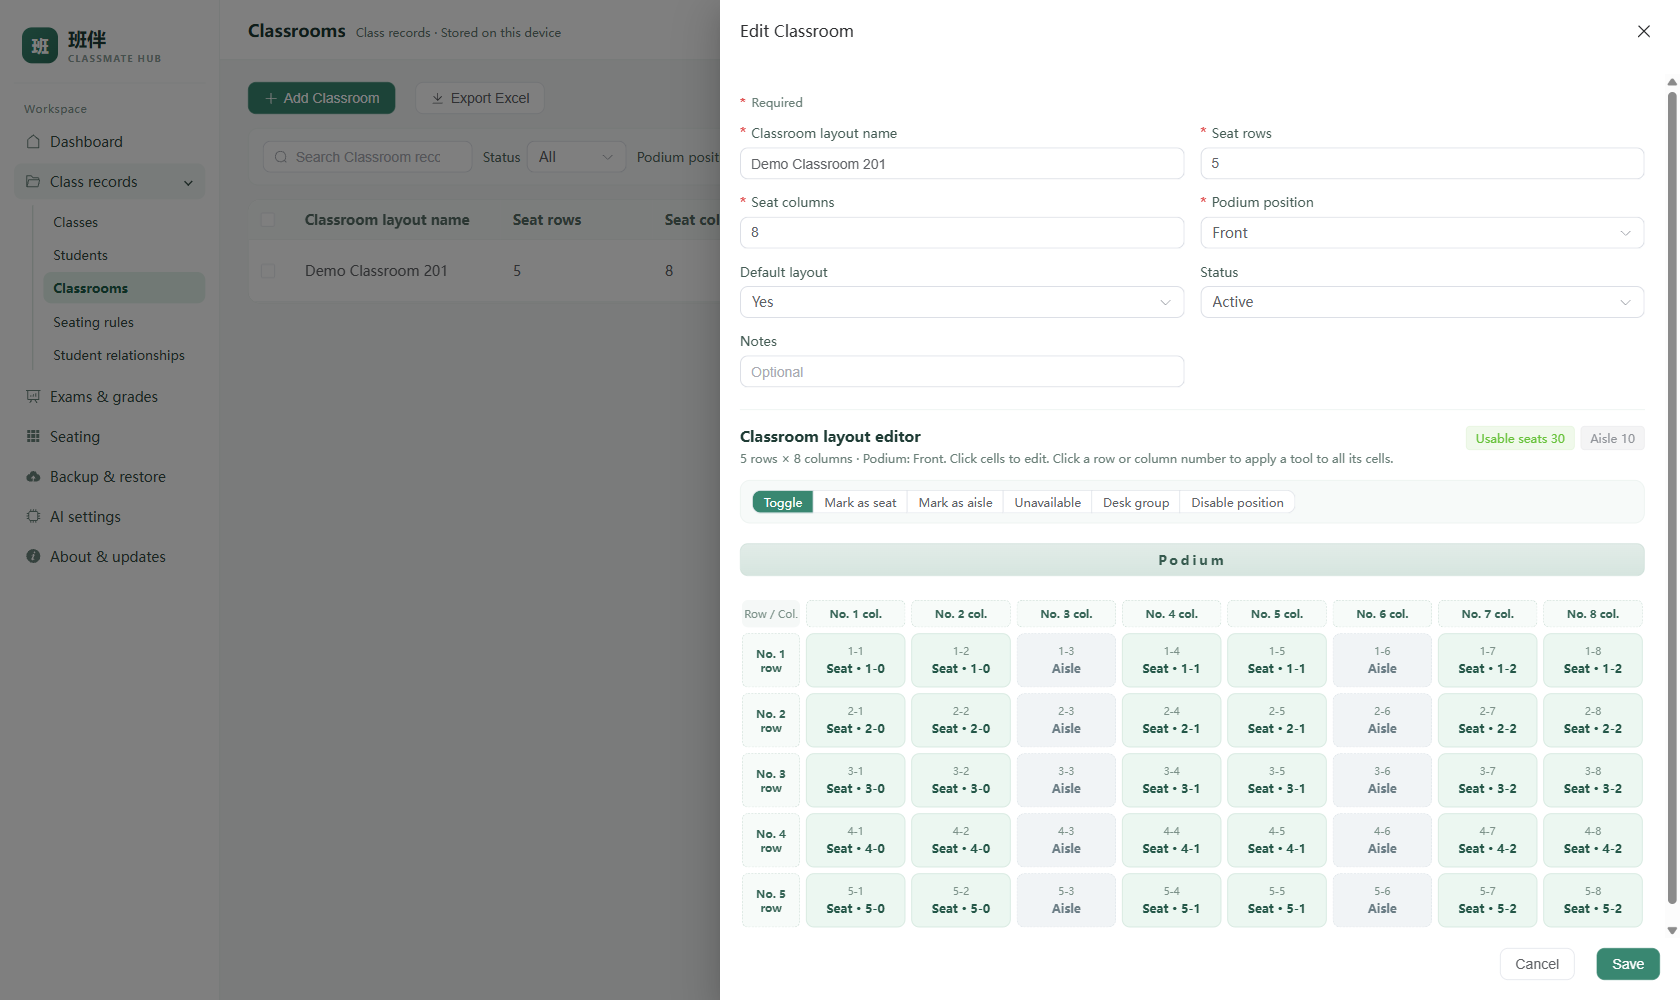 班
班伴
CLASSMATE HUB
Workspace
Dashboard
Class records
Classes
Students
Classrooms
Seating rules
Student relationships
Exams & grades
Seating
Backup & restore
AI settings
About & updates
Classrooms Class records · Stored on this device
Add Classroom Export Excel
Search Classroom recc Status All Podium posit
Classroom layout name Seat rows Seat col
Demo Classroom 201 5 8
Edit Classroom
* Required
* Classroom layout name * Seat rows
Demo Classroom 201 5
* Seat columns * Podium position
8 Front
Default layout Status
Yes Active
Notes
Optional
Classroom layout editor Usable seats 30 Aisle 10
5 rows × 8 columns · Podium: Front. Click cells to edit. Click a row or column number to apply a tool to all its cells.
Toggle Mark as seat Mark as aisle Unavailable Desk group Disable position
Podium
Row / Col. No. 1 col. No. 2 col. No. 3 col. No. 4 col. No. 5 col. No. 6 col. No. 7 col. No. 8 col.
No. 1 1-1 1-2 1-3 1-4 1-5 1-6 1-7 1-8
row Seat • 1-0 Seat • 1-0 Aisle Seat • 1-1 Seat • 1-1 Aisle Seat • 1-2 Seat • 1-2
No. 2 2-1 2-2 2-3 2-4 2-5 2-6 2-7 2-8
row Seat • 2-0 Seat • 2-0 Aisle Seat • 2-1 Seat • 2-1 Aisle Seat • 2-2 Seat • 2-2
No. 3 3-1 3-2 3-3 3-4 3-5 3-6 3-7 3-8
row Seat • 3-0 Seat • 3-0 Aisle Seat • 3-1 Seat • 3-1 Aisle Seat • 3-2 Seat • 3-2
No. 4 4-1 4-2 4-3 4-4 4-5 4-6 4-7 4-8
row Seat • 4-0 Seat • 4-0 Aisle Seat • 4-1 Seat • 4-1 Aisle Seat • 4-2 Seat • 4-2
No. 5 5-1 5-2 5-3 5-4 5-5 5-6 5-7 5-8
row Seat • 5-0 Seat • 5-0 Aisle Seat • 5-1 Seat • 5-1 Aisle Seat • 5-2 Seat • 5-2
Cancel Save